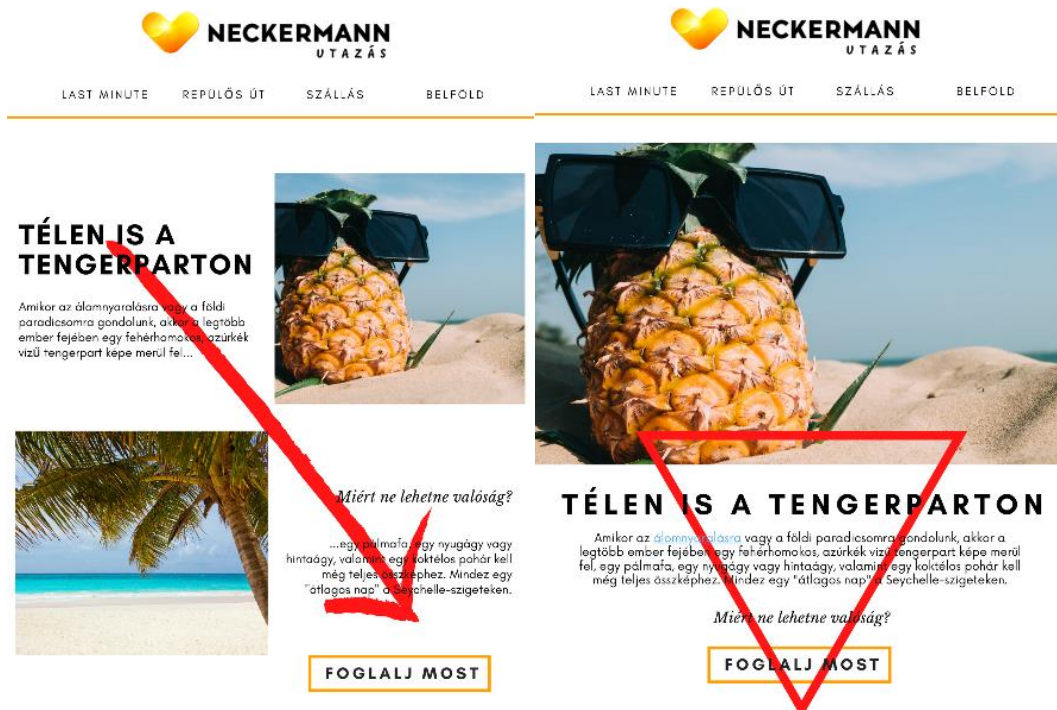 NECKERMANN
UTAZÁS
LAST MINUTE REPÜLŐS ÚT SZÁLLÁS BELFÖLD
TÉLEN IS A
TENGERPARTON
Amikor az álomnyaralásra vagy a földi
paradicsomra gondolunk, akkor a legtöbb
ember fejében egy fehérhomokos, azúrkék
vizű tengerpart képe merül fel...
Miért ne lehetne valóság?
...egy pálmafa, egy nyugágy vagy
hintaágy, valamint egy koktélos pohár kell
még teljes összképhez. Mindez egy
"átlagos nap" a Seychelle-szigeteken.
FOGLALJ MOST
NECKERMANN
UTAZÁS
LAST MINUTE REPÜLŐS ÚT SZÁLLÁS BELFÖLD
TÉLEN IS A TENGERPARTON
Amikor az álomnyaralásra vagy a földi paradicsomra gondolunk, akkor a
legtöbb ember fejében egy fehérhomokos, azúrkék vizű tengerpart képe merül
fel, egy pálmafa, egy nyugágy vagy hintaágy, valamint egy koktélos pohár kell
még teljes összképhez. Mindez egy "átlagos nap" a Seychelle-szigeteken.
Miért ne lehetne valóság?
FOGLALJ MOST